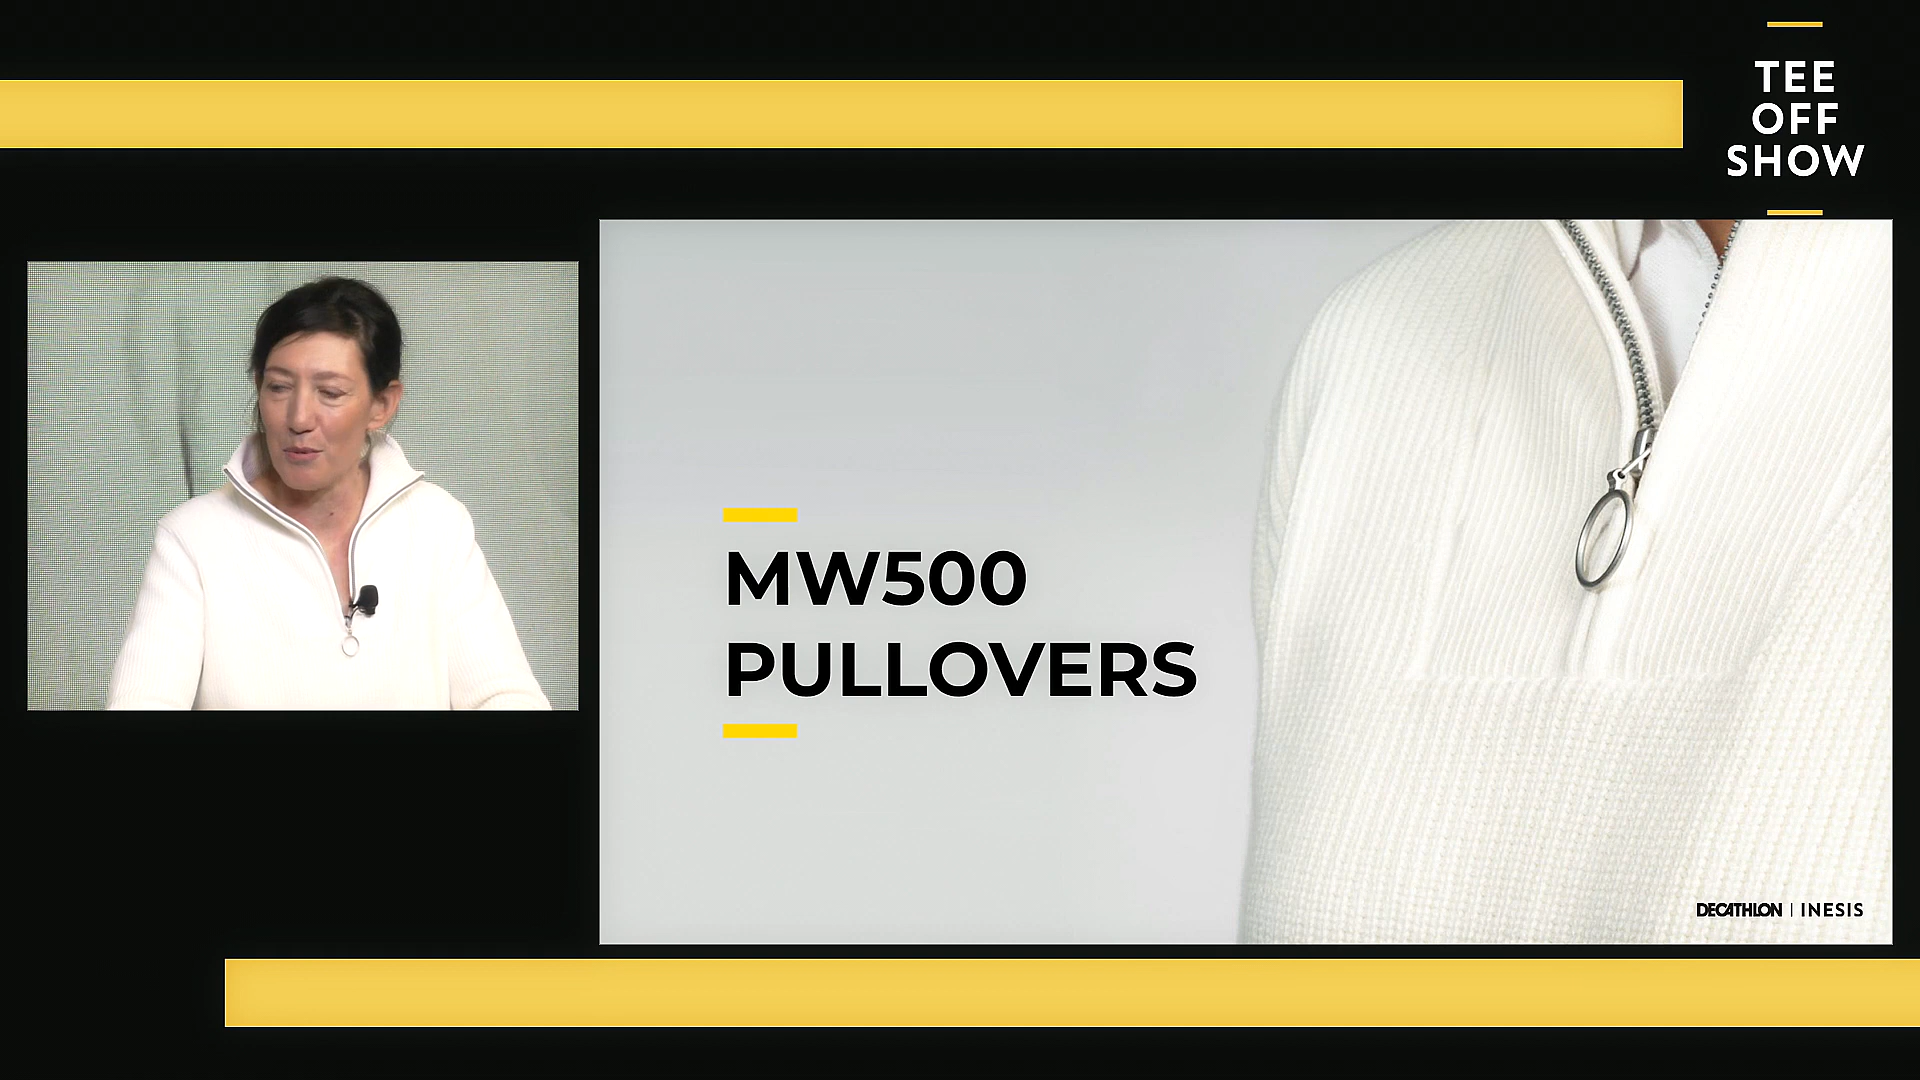 TEE
OFF
SHOW
MW500
PULLOVERS
DECATHLON | INESIS